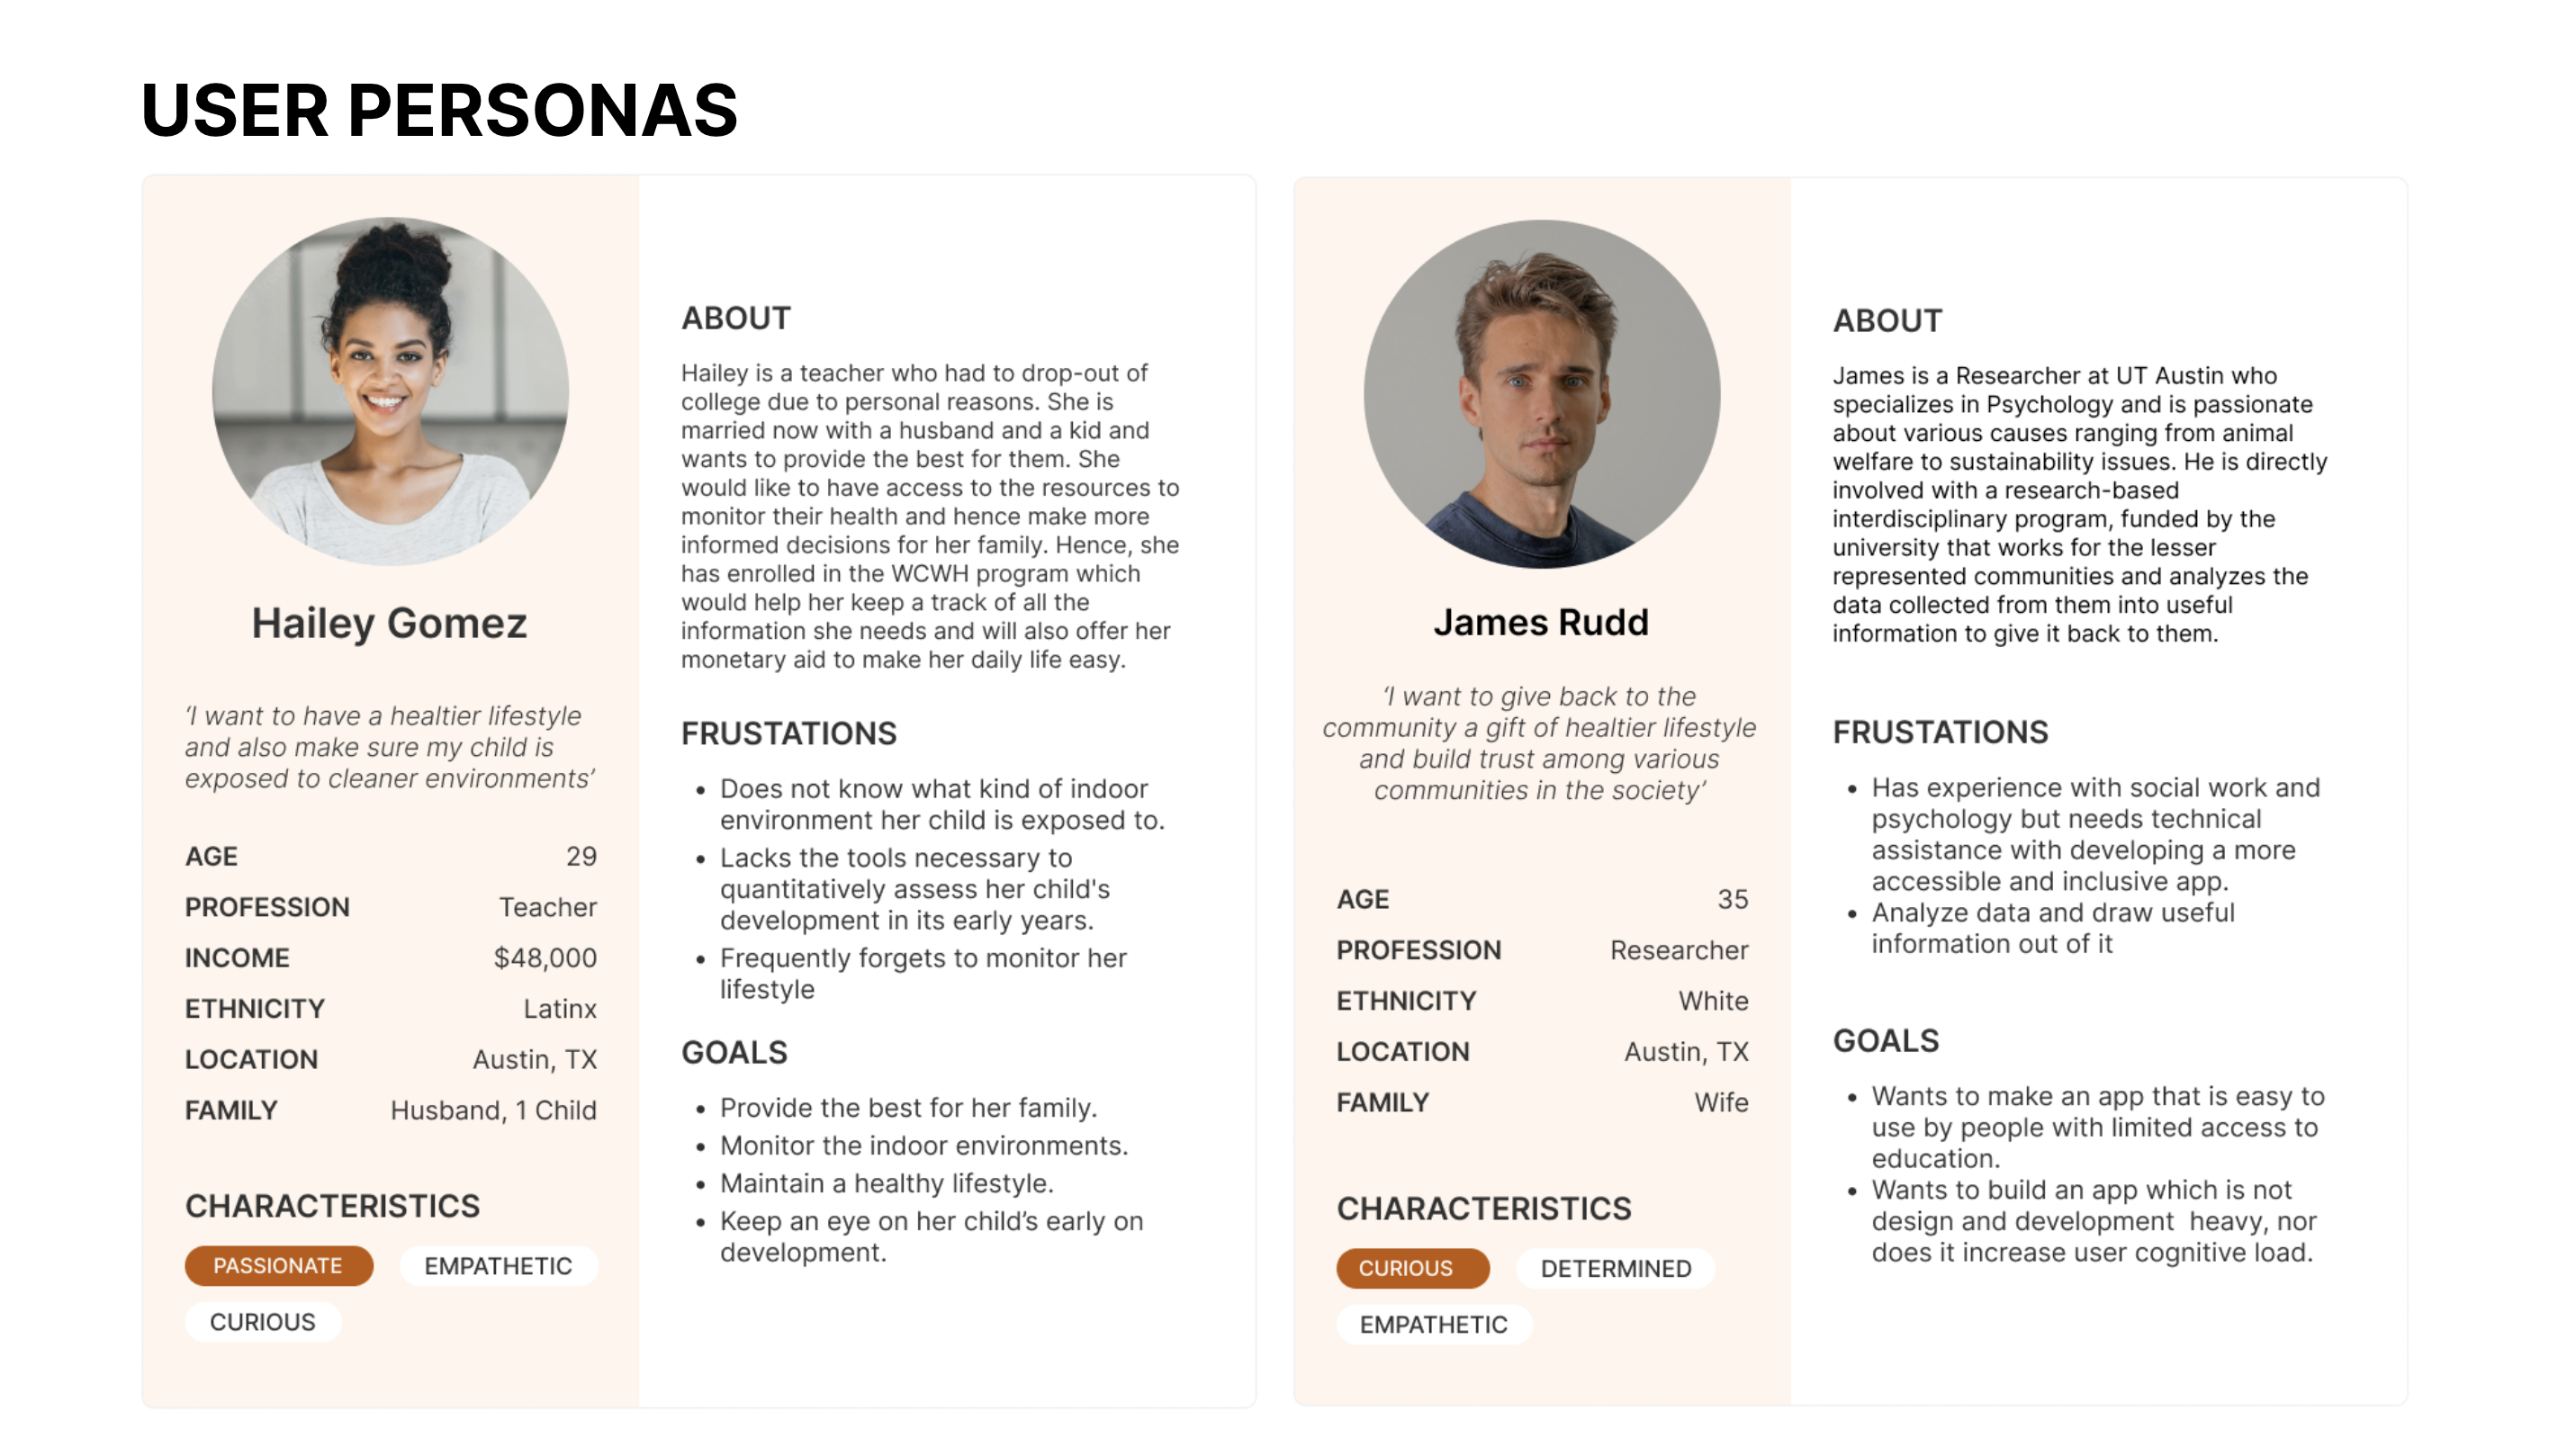 USER PERSONAS
Hailey Gomez
‘I want to have a healtier lifestyle
and also make sure my child is
exposed to cleaner environments’
AGE 29
PROFESSION Teacher
INCOME $48,000
ETHNICITY Latinx
LOCATION Austin, TX
FAMILY Husband, 1 Child
CHARACTERISTICS
PASSIONATE EMPATHETIC
CURIOUS
ABOUT
Hailey is a teacher who had to drop-out of
college due to personal reasons. She is
married now with a husband and a kid and
wants to provide the best for them. She
would like to have access to the resources to
monitor their health and hence make more
informed decisions for her family. Hence, she
has enrolled in the WCWH program which
would help her keep a track of all the
information she needs and will also offer her
monetary aid to make her daily life easy.
FRUSTATIONS
• Does not know what kind of indoor
environment her child is exposed to.
• Lacks the tools necessary to
quantitatively assess her child's
development in its early years.
• Frequently forgets to monitor her
lifestyle
GOALS
• Provide the best for her family.
• Monitor the indoor environments.
• Maintain a healthy lifestyle.
• Keep an eye on her child’s early on
development.
James Rudd
‘I want to give back to the
community a gift of healtier lifestyle
and build trust among various
communities in the society’
AGE 35
PROFESSION Researcher
ETHNICITY White
LOCATION Austin, TX
FAMILY Wife
CHARACTERISTICS
CURIOUS DETERMINED
EMPATHETIC
ABOUT
James is a Researcher at UT Austin who
specializes in Psychology and is passionate
about various causes ranging from animal
welfare to sustainability issues. He is directly
involved with a research-based
interdisciplinary program, funded by the
university that works for the lesser
represented communities and analyzes the
data collected from them into useful
information to give it back to them.
FRUSTATIONS
• Has experience with social work and
psychology but needs technical
assistance with developing a more
accessible and inclusive app.
• Analyze data and draw useful
information out of it
GOALS
• Wants to make an app that is easy to
use by people with limited access to
education.
• Wants to build an app which is not
design and development  heavy, nor
does it increase user cognitive load.